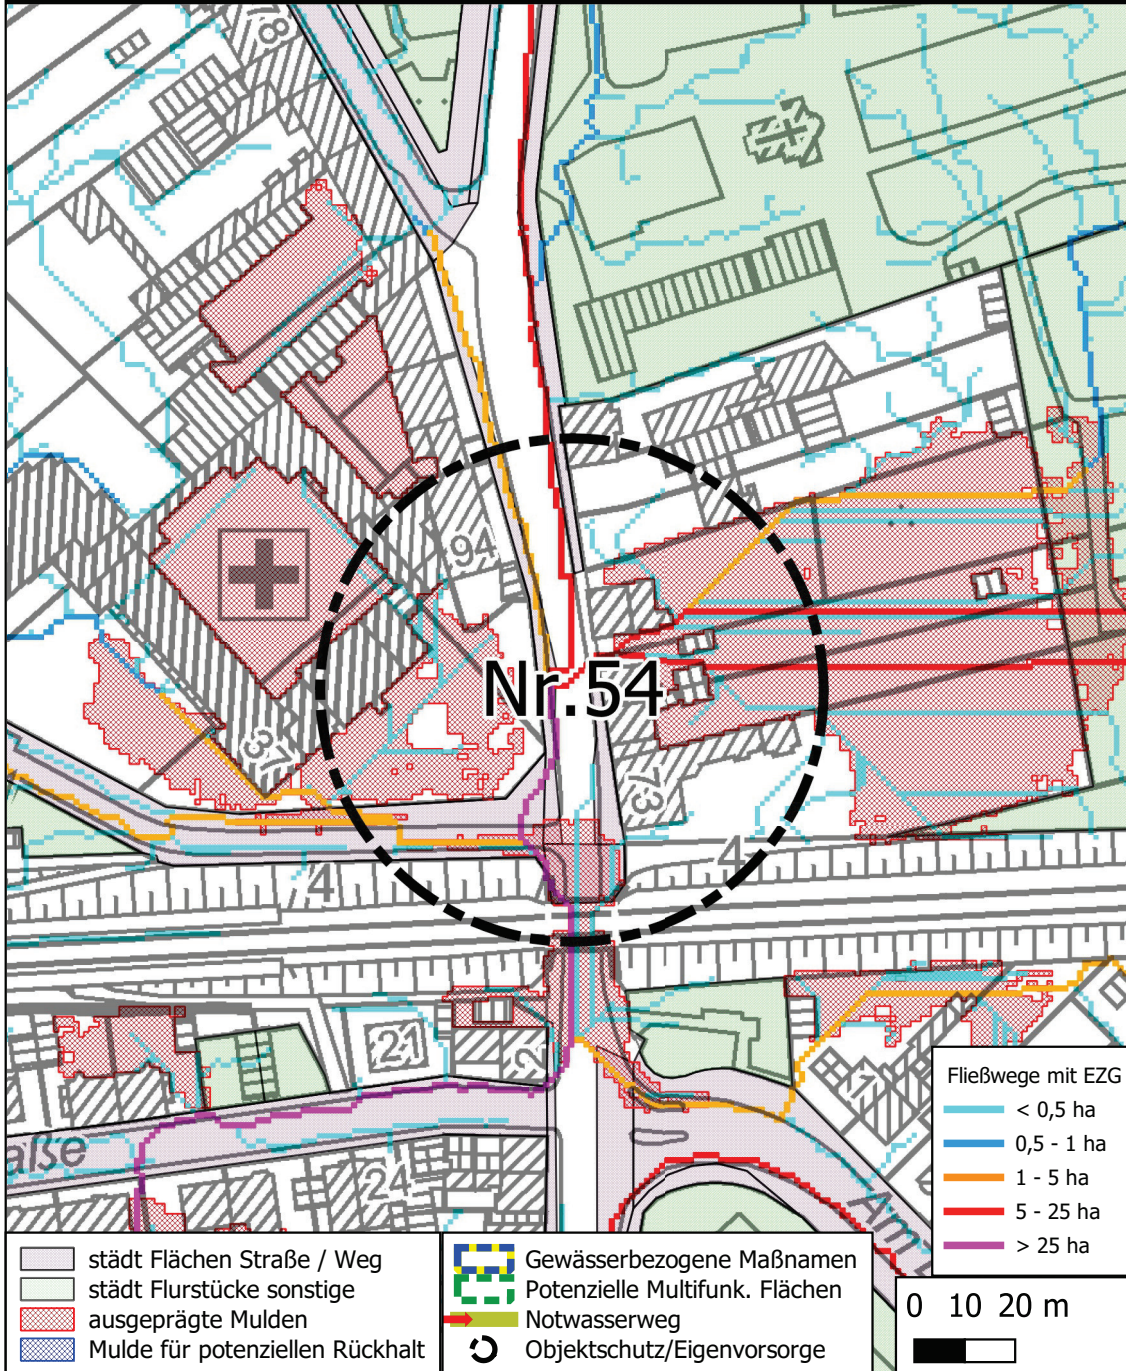 78
94
Nr.54
37
73
4
4
21
2
24
aße
Am
Fließwege mit EZG
< 0,5 ha
0,5 - 1 ha
1 - 5 ha
5 - 25 ha
> 25 ha
städt Flächen Straße / Weg
städt Flurstücke sonstige
ausgeprägte Mulden
Mulde für potenziellen Rückhalt
Gewässerbezogene Maßnamen
Potenzielle Multifunk. Flächen
Notwasserweg
Objektschutz/Eigenvorsorge
0 10 20 m